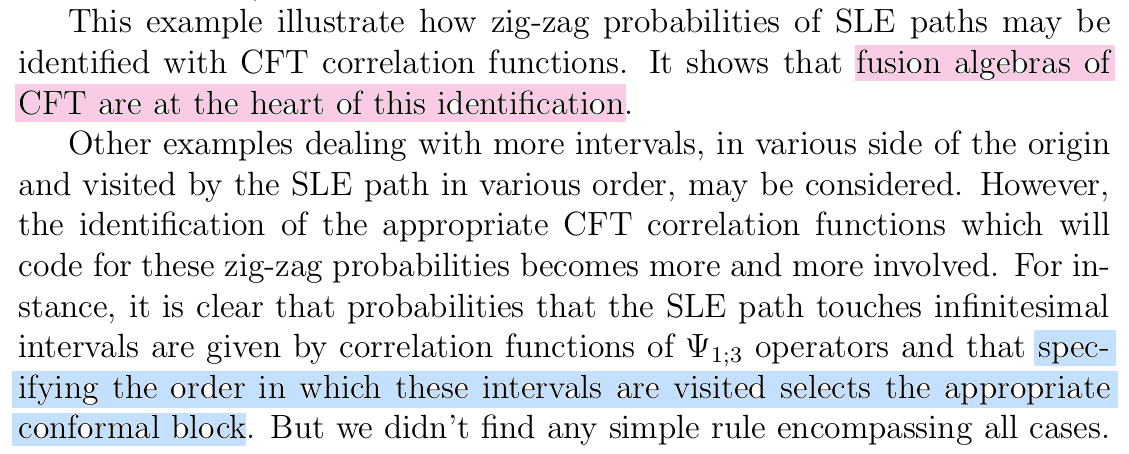 This example illustrate how zig-zag probabilities of SLE paths may be
identified with CFT correlation functions. It shows that fusion algebras of
CFT are at the heart of this identification.
Other examples dealing with more intervals, in various side of the origin
and visited by the SLE path in various order, may be considered. However,
the identification of the appropriate CFT correlation functions which will
code for these zig-zag probabilities becomes more and more involved. For in-
stance, it is clear that probabilities that the SLE path touches infinitesimal
intervals are given by correlation functions of Ψ₁;₃ operators and that spec-
ifying the order in which these intervals are visited selects the appropriate
conformal block. But we didn't find any simple rule encompassing all cases.